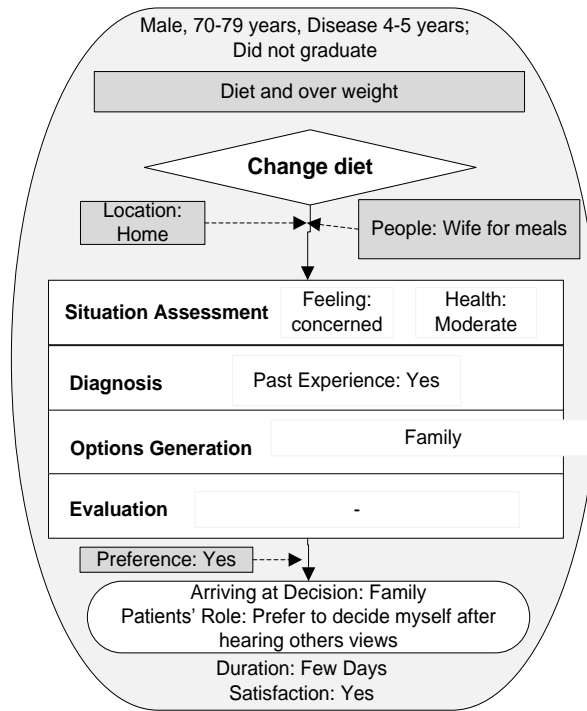 Male, 70-79 years, Disease 4-5 years;
Did not graduate
Diet and over weight
Change diet
Location:
Home
People: Wife for meals
Situation Assessment
Feeling:
concerned
Health:
Moderate
Diagnosis
Past Experience: Yes
Options Generation
Family
Evaluation
-
Preference: Yes
Arriving at Decision: Family
Patients’ Role: Prefer to decide myself after
hearing others views
Duration: Few Days
Satisfaction: Yes